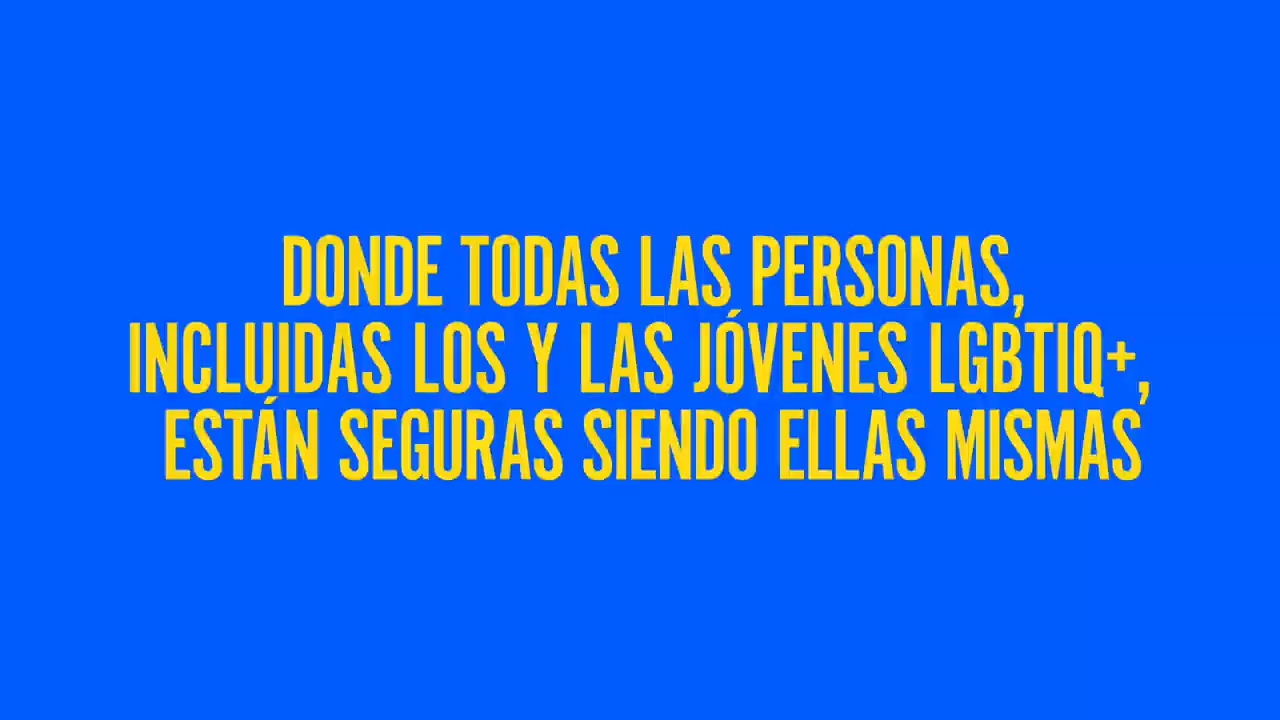 DONDE TODAS LAS PERSONAS,
INCLUIDAS LOS Y LAS JÓVENES LGBTIQ+,
ESTÁN SEGURAS SIENDO ELLAS MISMAS